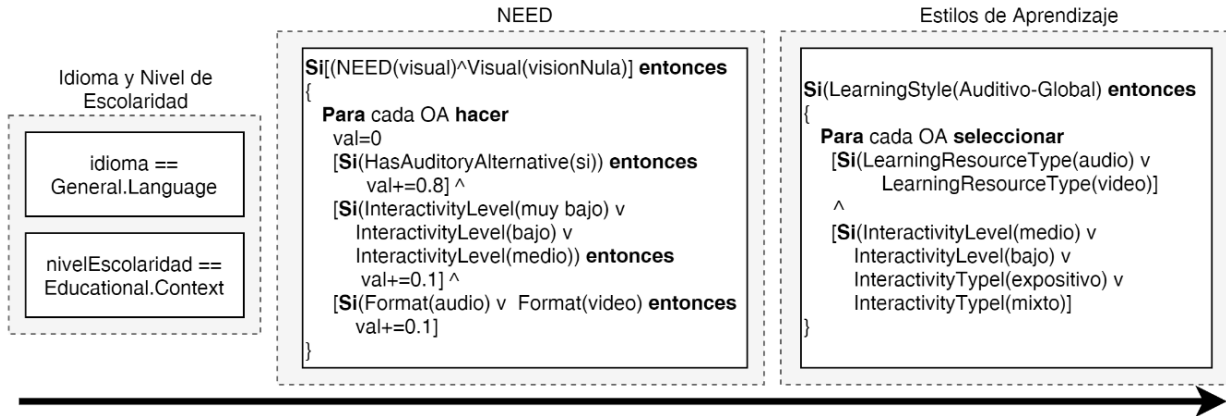 Idioma y Nivel de
Escolaridad
idioma ==
General.Language
nivelEscolaridad ==
Educational.Context
NEED
Si[(NEED(visual)^Visual(visionNula)] entonces
{
Para cada OA hacer
val=0
[Si(HasAuditoryAlternative(si)) entonces
val+=0.8] ^
[Si(InteractivityLevel(muy bajo) v
InteractivityLevel(bajo) v
InteractivityLevel(medio)) entonces
val+=0.1] ^
[Si(Format(audio) v Format(video) entonces
val+=0.1]
}
Estilos de Aprendizaje
Si(LearningStyle(Auditivo-Global) entonces
{
Para cada OA seleccionar
[Si(LearningResourceType(audio) v
LearningResourceType(video)]
^
[Si(InteractivityLevel(medio) v
InteractivityLevel(bajo) v
InteractivityTypel(expositivo) v
InteractivityTypel(mixto)]
}